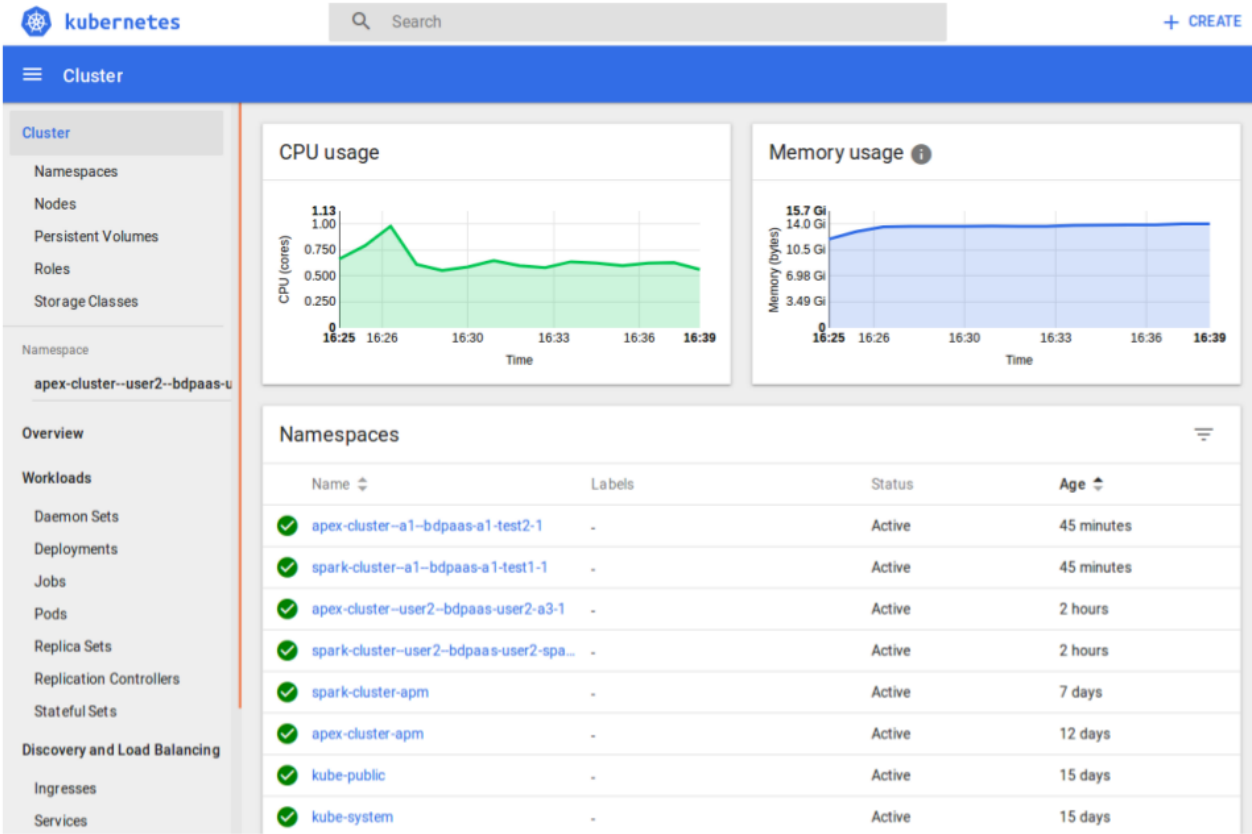 kubernetes
Search
+ CREATE
Cluster
Cluster
Namespaces
Nodes
Persistent Volumes
Roles
Storage Classes
Namespace
apex-cluster--user2--bdpaas-u
Overview
Workloads
Daemon Sets
Deployments
Jobs
Pods
Replica Sets
Replication Controllers
Stateful Sets
Discovery and Load Balancing
Ingresses
Services
CPU usage
CPU (cores)
1.13
1.00
0.750
0.500
0.250
0
16:25 16:26 16:30 16:33 16:36 16:39
Time
Memory usage
Memory (bytes)
15.7 Gi
14.0 Gi
10.5 Gi
6.98 Gi
3.49 Gi
0
16:25 16:26 16:30 16:33 16:36 16:39
Time
Namespaces
Name Labels Status Age
apex-cluster--a1--bdpaas-a1-test2-1 - Active 45 minutes
spark-cluster--a1--bdpaas-a1-test1-1 - Active 45 minutes
apex-cluster--user2--bdpaas-user2-a3-1 - Active 2 hours
spark-cluster--user2--bdpaas-user2-spa... - Active 2 hours
spark-cluster-apm - Active 7 days
apex-cluster-apm - Active 12 days
kube-public - Active 15 days
kube-system - Active 15 days